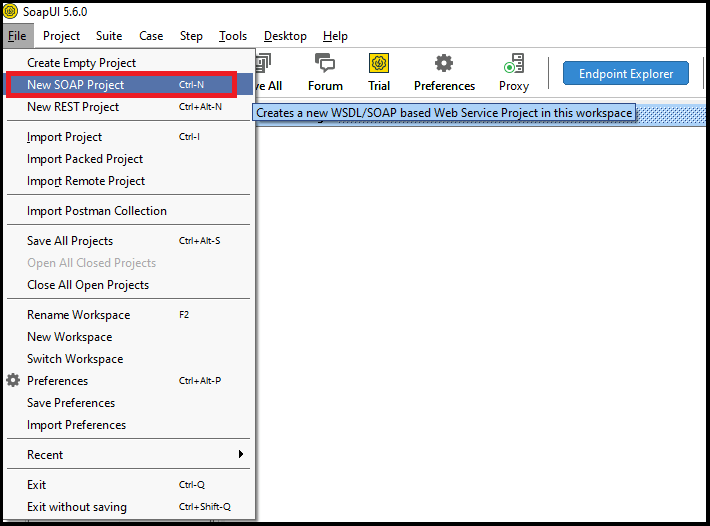 SoapUI 5.6.0
File Project Suite Case Step Tools Desktop Help
Create Empty Project
New SOAP Project Ctrl-N
New REST Project Ctrl+Alt-N
Import Project Ctrl-I
Import Packed Project
Import Remote Project
Import Postman Collection
Save All Projects Ctrl+Alt-S
Open All Closed Projects
Close All Open Projects
Rename Workspace F2
New Workspace
Switch Workspace
Preferences Ctrl+Alt-P
Save Preferences
Import Preferences
Recent
Exit Ctrl-Q
Exit without saving Ctrl+Shift-Q
ve All Forum Trial Preferences Proxy
Endpoint Explorer
Creates a new WSDL/SOAP based Web Service Project in this workspace